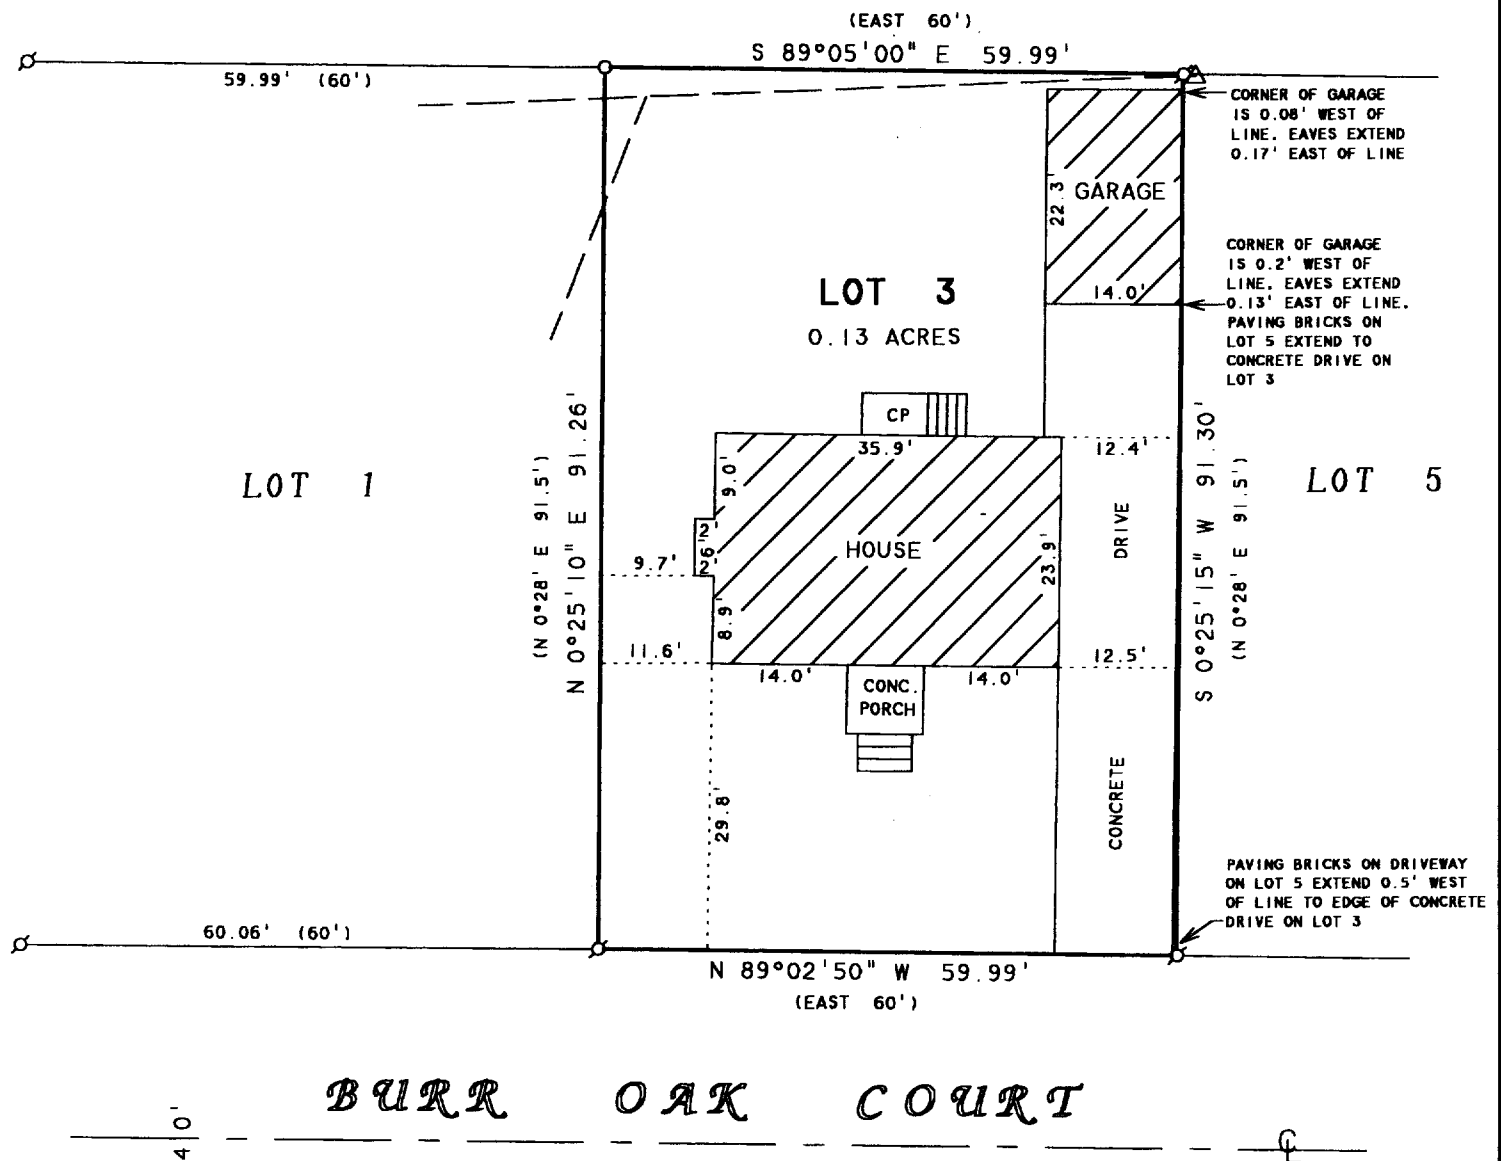 (EAST 60')
S 89°05'00" E 59.99'
59.99' (60')
CORNER OF GARAGE
IS 0.08' WEST OF
LINE. EAVES EXTEND
0.17' EAST OF LINE
22.3'
GARAGE
14.0'
CORNER OF GARAGE
IS 0.2' WEST OF
LINE. EAVES EXTEND
0.13' EAST OF LINE.
PAVING BRICKS ON
LOT 5 EXTEND TO
CONCRETE DRIVE ON
LOT 3
LOT 3
0.13 ACRES
CP
35.9'
12.4'
9.0'
LOT 1
(N 0°28' E 91.5')
N 0°25'10" E 91.26'
S 0°25'15" W 91.30'
(N 0°28' E 91.5')
LOT 5
2'
6'
2'
9.7'
HOUSE
23.9'
DRIVE
8.9'
11.6'
12.5'
14.0'
14.0'
CONC.
PORCH
29.8'
CONCRETE
PAVING BRICKS ON DRIVEWAY
ON LOT 5 EXTEND 0.5' WEST
OF LINE TO EDGE OF CONCRETE
DRIVE ON LOT 3
60.06' (60')
N 89°02'50" W 59.99'
(EAST 60')
BURR OAK COURT
40'